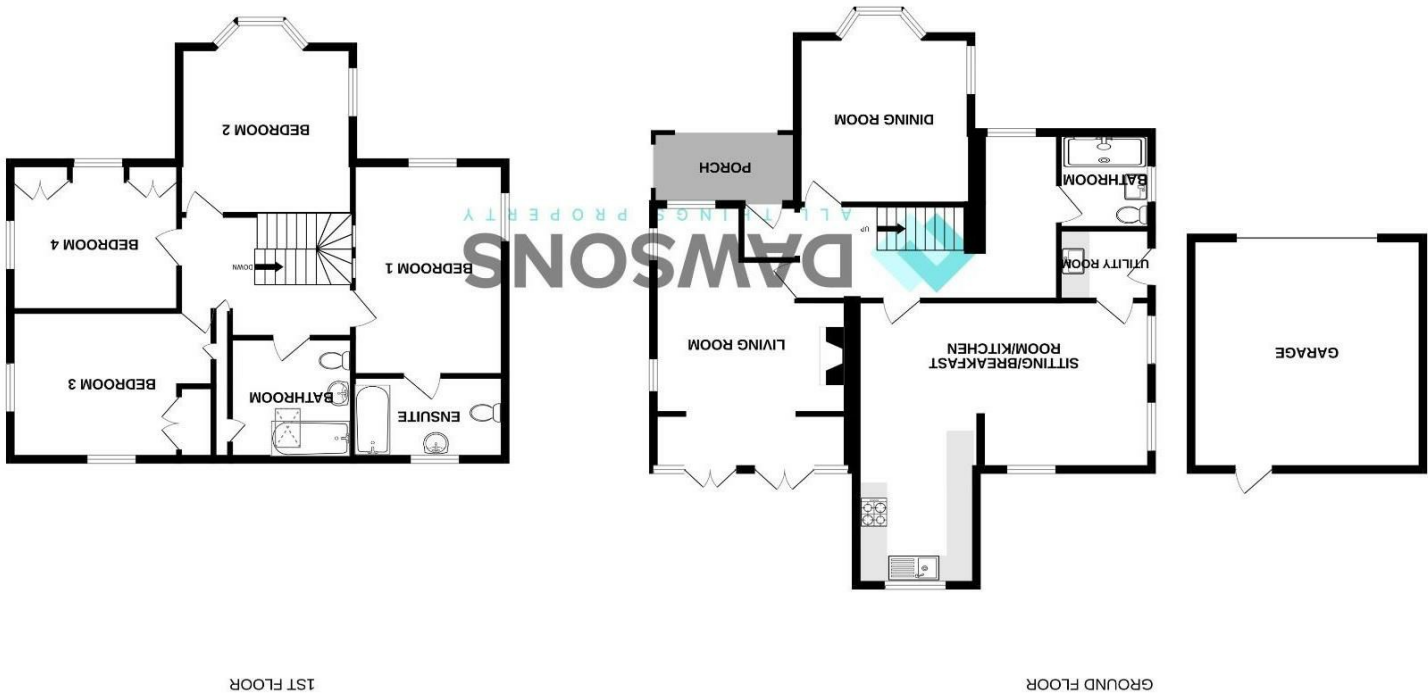 GROUND FLOOR
1ST FLOOR
GARAGE
SITTING/BREAKFAST
ROOM/KITCHEN
LIVING ROOM
UTILITY ROOM
BATHROOM
UP
PORCH
DINING ROOM
ENSUITE
BATHROOM
BEDROOM 3
BEDROOM 1
DOWN
BEDROOM 4
BEDROOM 2
DAWSONS
ALL THINGS PROPERTY